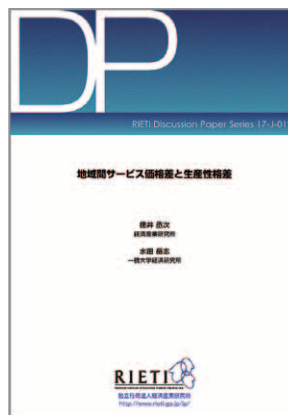 DP
RIETI Discussion Paper Series 17-J-01
地域間サービス価格差と生産性格差
徳井 丞次
経済産業研究所
水田 岳志
一橋大学経済研究所
RIETI
独立行政法人経済産業研究所
http://www.rieti.go.jp/jp/